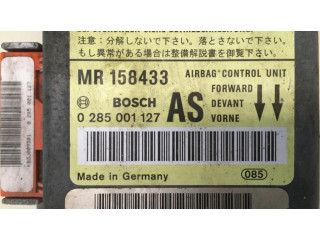 注意：分解しないで下さい。落とさないで下さい。
もし異常がある場合は整備解説書を御覧下さい。
MR 158433
AIRBAG CONTROL UNIT
FORWARD
BOSCH AS DEVANT
0 285 001 127 VORNE
Made in Germany 085